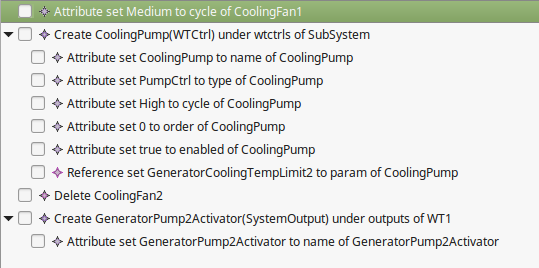 Attribute set Medium to cycle of CoolingFan1
Create CoolingPump(WTCtrl) under wtctrls of SubSystem
Attribute set CoolingPump to name of CoolingPump
Attribute set PumpCtrl to type of CoolingPump
Attribute set High to cycle of CoolingPump
Attribute set 0 to order of CoolingPump
Attribute set true to enabled of CoolingPump
Reference set GeneratorCoolingTempLimit2 to param of CoolingPump
Delete CoolingFan2
Create GeneratorPump2Activator(SystemOutput) under outputs of WT1
Attribute set GeneratorPump2Activator to name of GeneratorPump2Activator